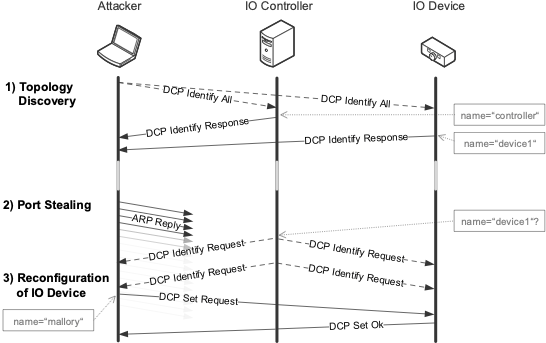 Attacker
IO Controller
IO Device
1) Topology
Discovery
DCP Identify All
DCP Identify All
name="controller"
DCP Identify Response
DCP Identify Response
name="device1"
2) Port Stealing
ARP Reply
name="device1"?
DCP Identify Request
DCP Identify Request
3) Reconfiguration
of IO Device
DCP Identify Request
DCP Identify Request
DCP Set Request
name="mallory"
DCP Set Ok